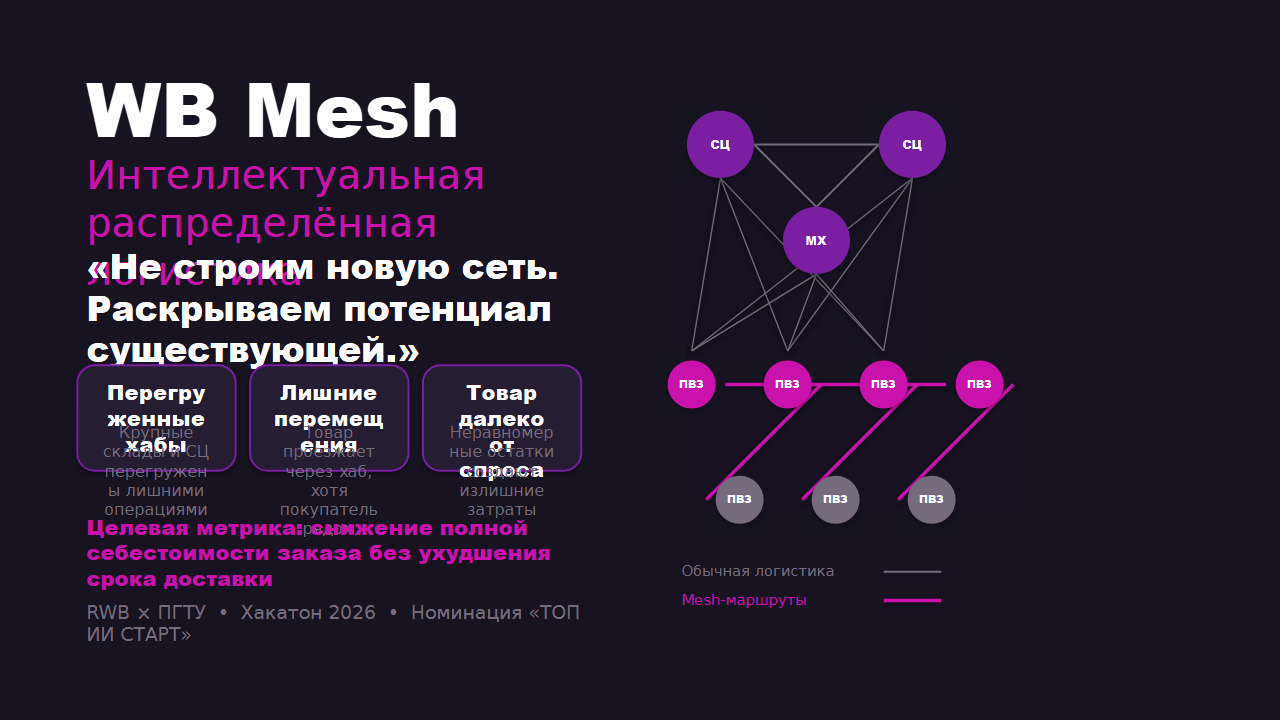 WB Mesh
Интеллектуальная
распределённая
логистика
«Не строим новую сеть.
Раскрываем потенциал
существующей.»
Перегру
женные
хабы
Крупные
склады и СЦ
перегружен
ы лишними
операциями
Лишние
перемещ
ения
Товар
проезжает
через хаб,
хотя
покупатель
рядом
Товар
далеко
от
спроса
Неравномер
ные остатки
создают
излишние
затраты
Целевая метрика: снижение полной
себестоимости заказа без ухудшения
срока доставки
RWB × ПГТУ • Хакатон 2026 • Номинация «ТОП
ИИ СТАРТ»
СЦ
СЦ
МХ
ПВЗ
ПВЗ
ПВЗ
ПВЗ
ПВЗ
ПВЗ
ПВЗ
Обычная логистика
Mesh-маршруты